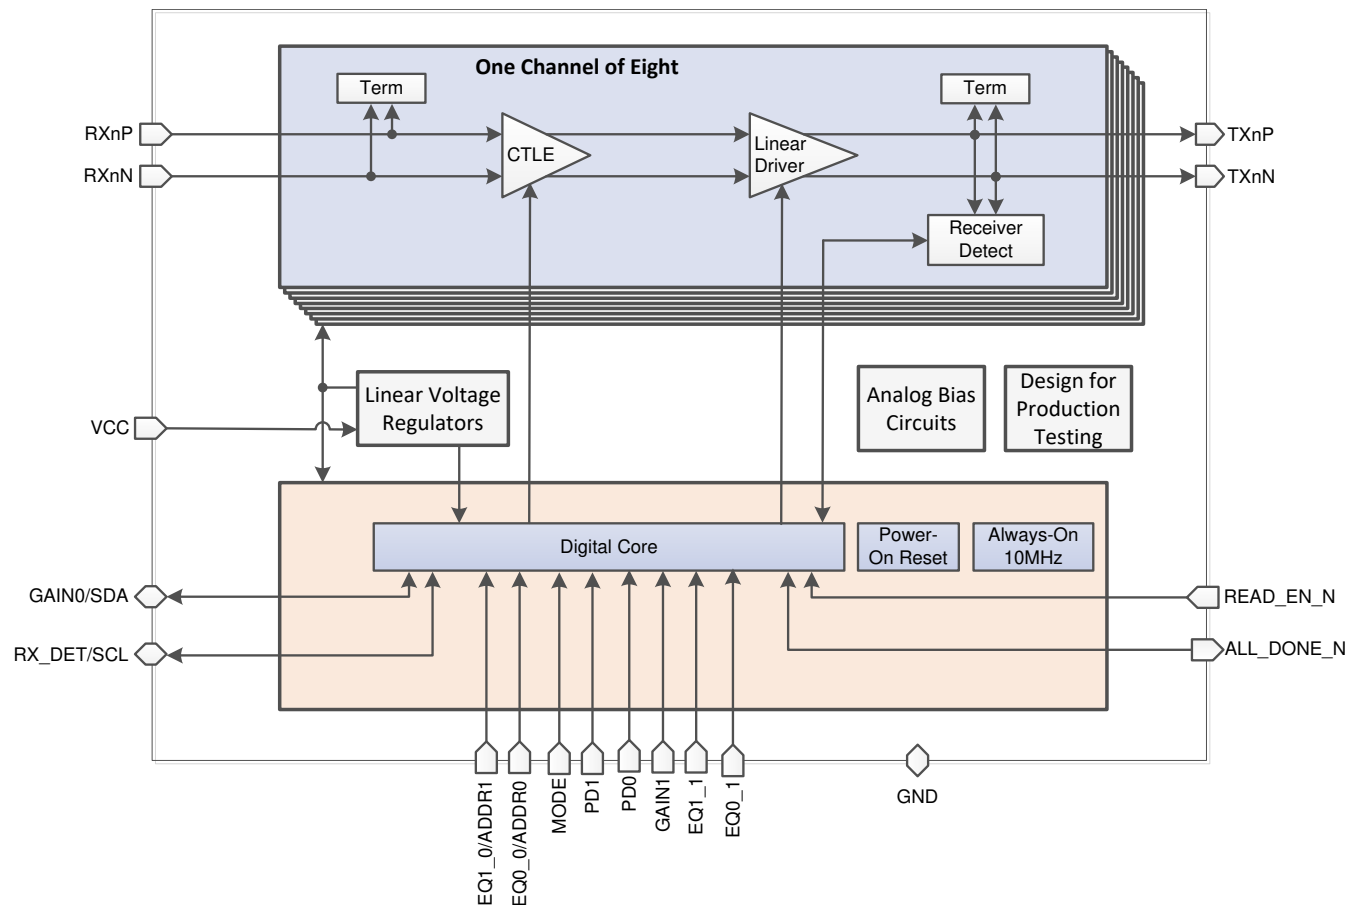 One Channel of Eight
Term
Term
RXnP
TXnP
CTLE
Linear
Driver
RXnN
TXnN
Receiver
Detect
Linear Voltage
Regulators
Analog Bias
Circuits
Design for
Production
Testing
VCC
Digital Core
Power-
On Reset
Always-On
10MHz
GAIN0/SDA
READ_EN_N
RX_DET/SCL
ALL_DONE_N
EQ1_0/ADDR1
EQ0_0/ADDR0
MODE
PD1
PD0
GAIN1
EQ1_1
EQ0_1
GND